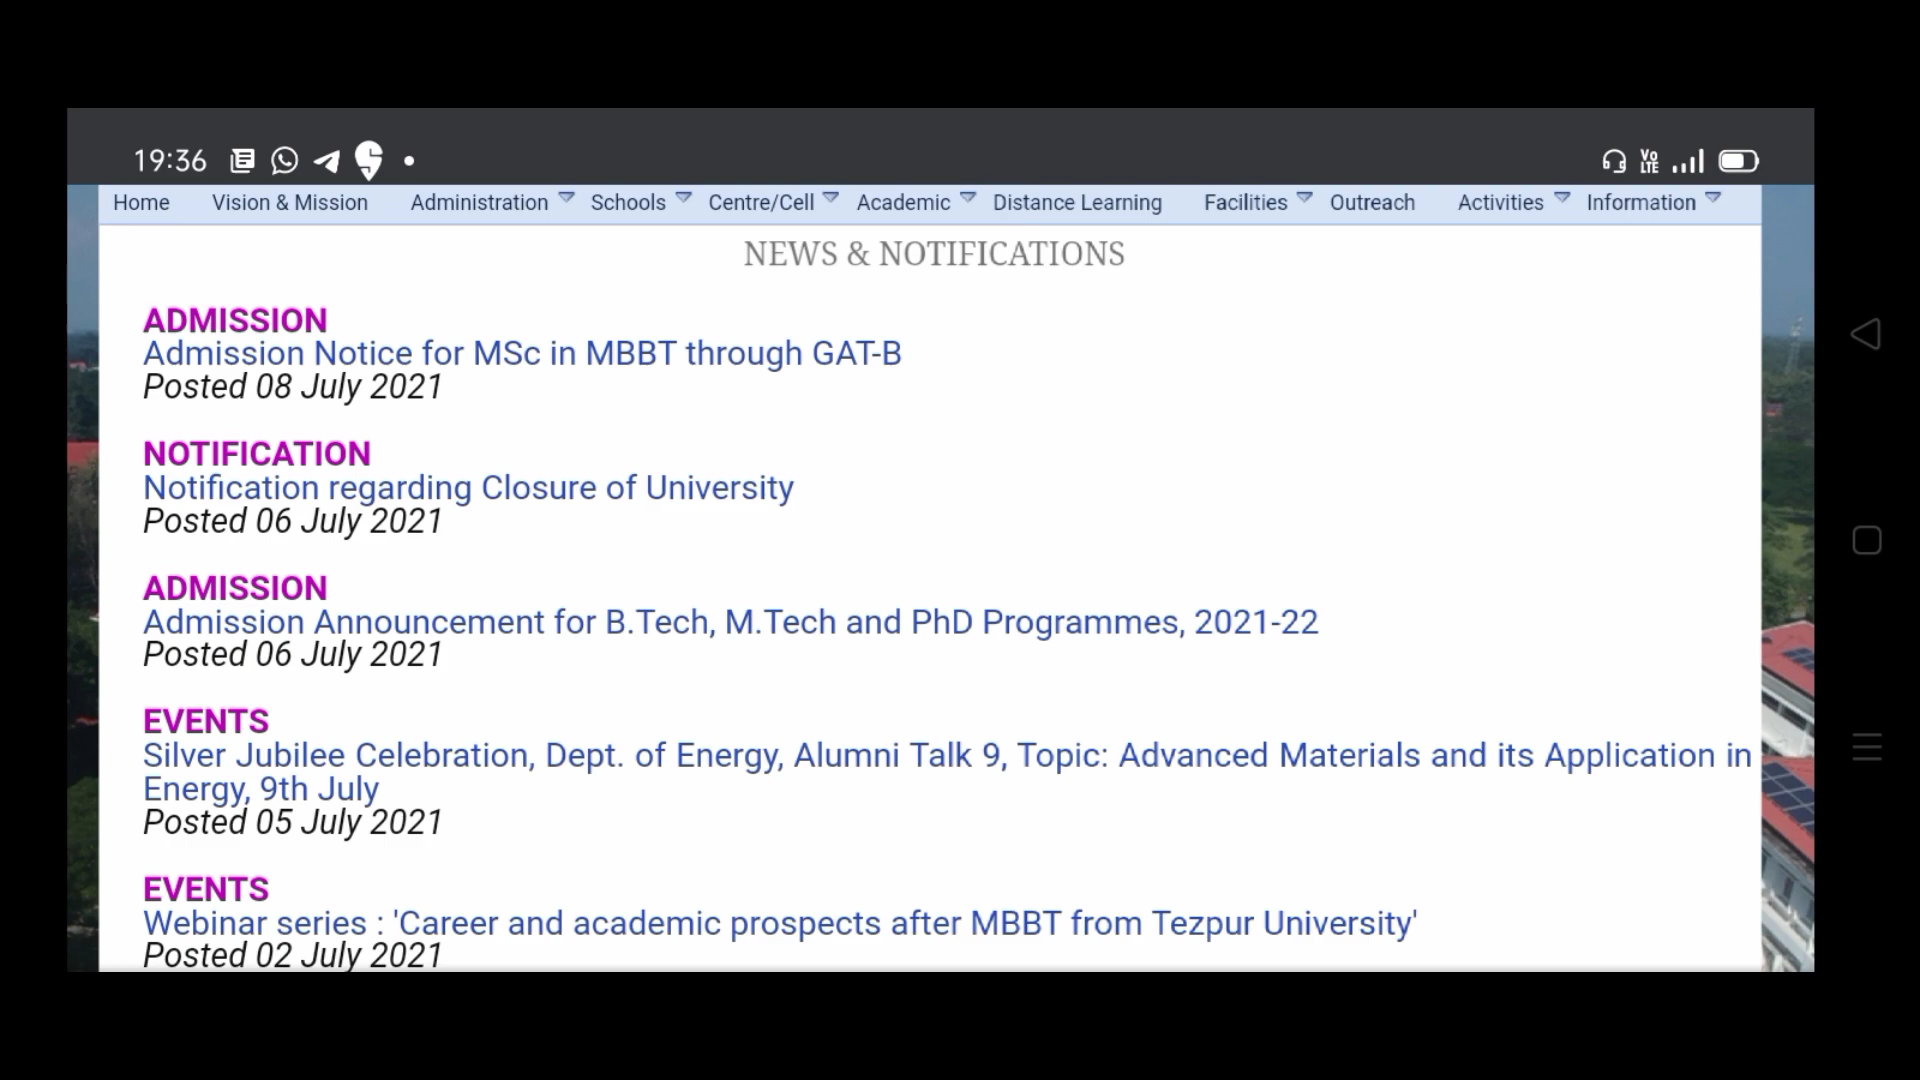 19:36
Vo LTE
Home Vision & Mission Administration Schools Centre/Cell Academic Distance Learning Facilities Outreach Activities Information
NEWS & NOTIFICATIONS
ADMISSION
Admission Notice for MSc in MBBT through GAT-B
Posted 08 July 2021
NOTIFICATION
Notification regarding Closure of University
Posted 06 July 2021
ADMISSION
Admission Announcement for B.Tech, M.Tech and PhD Programmes, 2021-22
Posted 06 July 2021
EVENTS
Silver Jubilee Celebration, Dept. of Energy, Alumni Talk 9, Topic: Advanced Materials and its Application in
Energy, 9th July
Posted 05 July 2021
EVENTS
Webinar series : 'Career and academic prospects after MBBT from Tezpur University'
Posted 02 July 2021